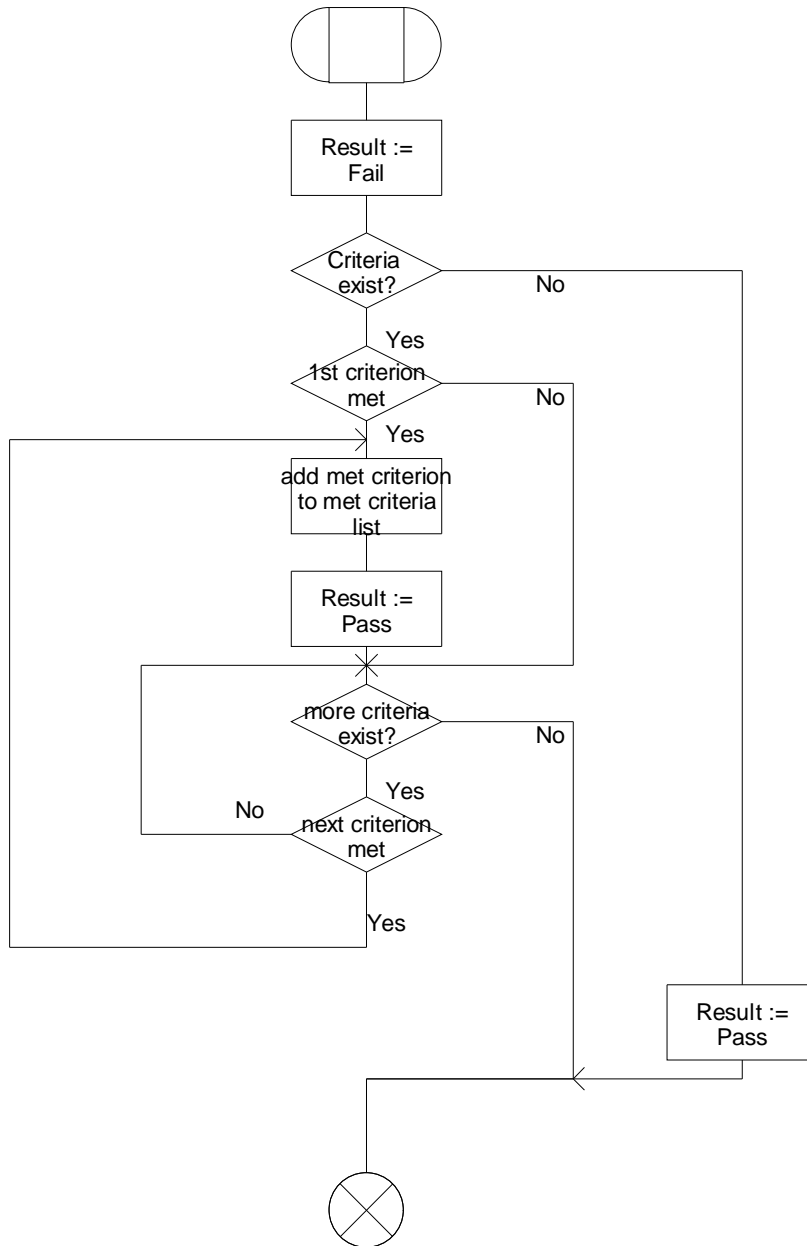 Result :=
Fail
Criteria
exist?
No
Yes
1st criterion
met
No
Yes
add met criterion
to met criteria
list
Result :=
Pass
more criteria
exist?
No
Yes
No
next criterion
met
Yes
Result :=
Pass